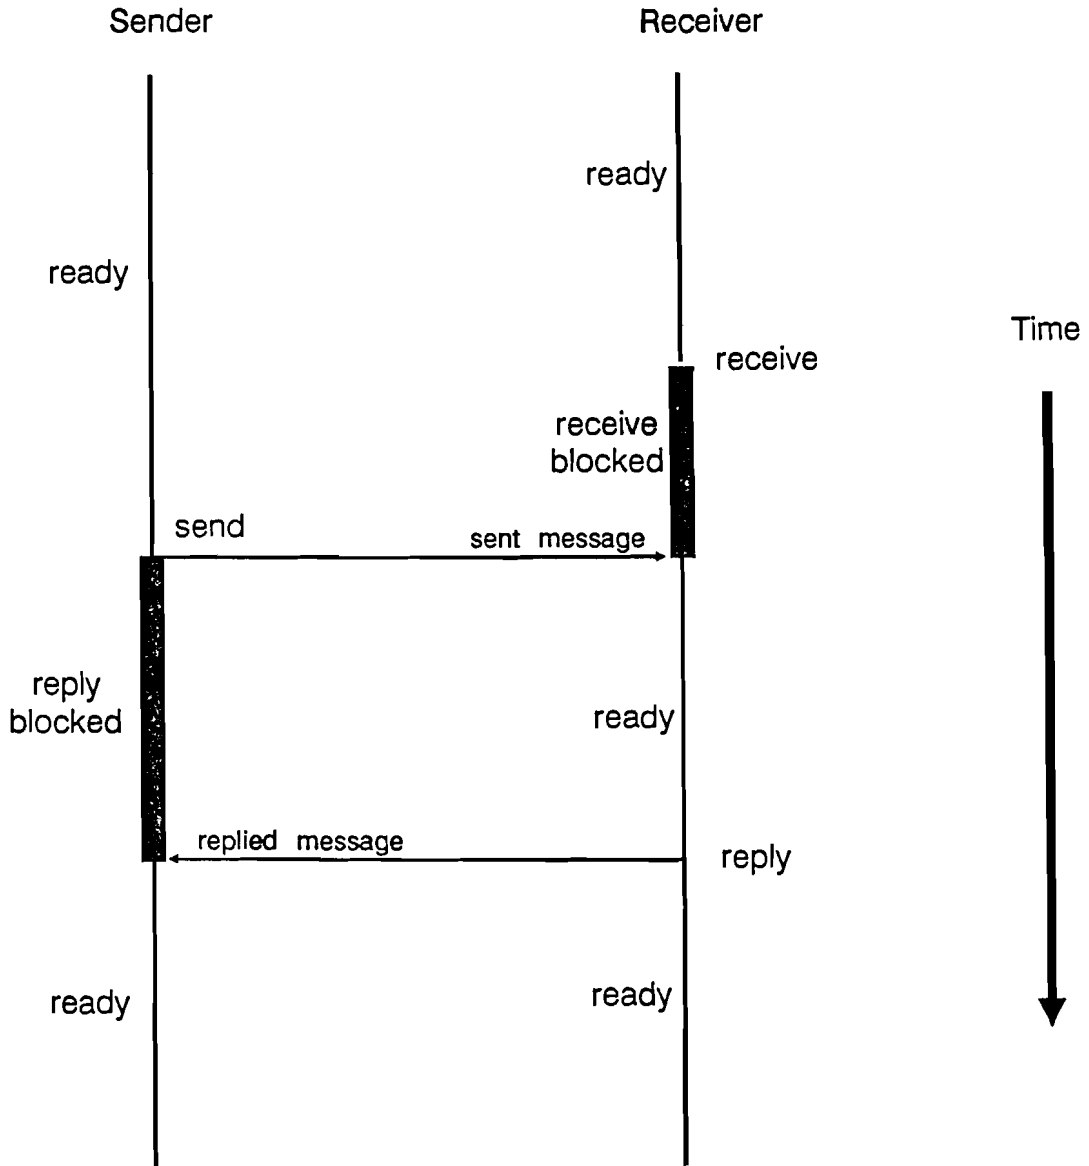 Sender
Receiver
ready
ready
Time
receive
receive
blocked
send
sent message
reply
blocked
ready
replied message
reply
ready
ready